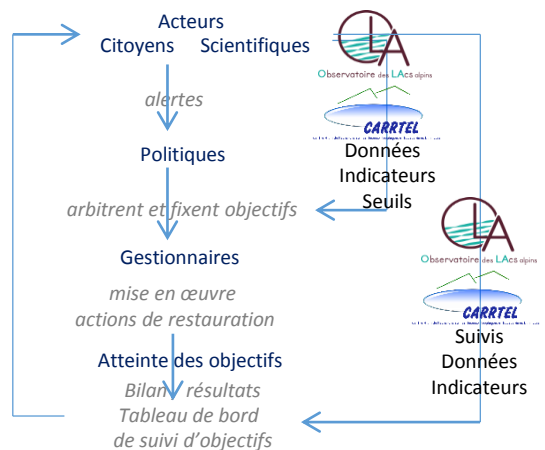 Acteurs
Citoyens Scientifiques
OLA
Observatoire des LAcs alpins
alertes
CARRTEL
Politiques
Données
Indicateurs
Seuils
arbitrent et fixent objectifs
OLA
Observatoire des LAcs alpins
Gestionnaires
mise en œuvre
actions de restauration
CARRTEL
Suivis
Données
Indicateurs
Atteinte des objectifs
Bilan résultats
Tableau de bord
de suivi d’objectifs